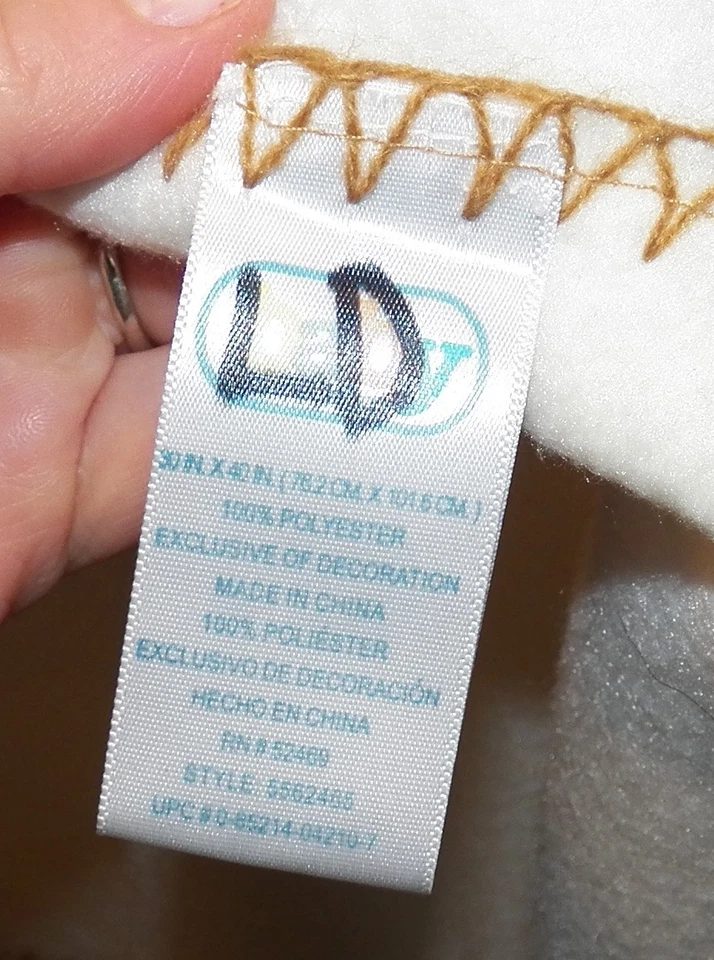 LD
30 IN. X 40 IN. ( 76.2 CM. X 101.6 CM. )
100% POLYESTER
EXCLUSIVE OF DECORATION
MADE IN CHINA
100% POLIÉSTER
EXCLUSIVO DE DECORACIÓN
HECHO EN CHINA
RN # 52469
STYLE: 5562465
UPC # 0-85214-04210-7